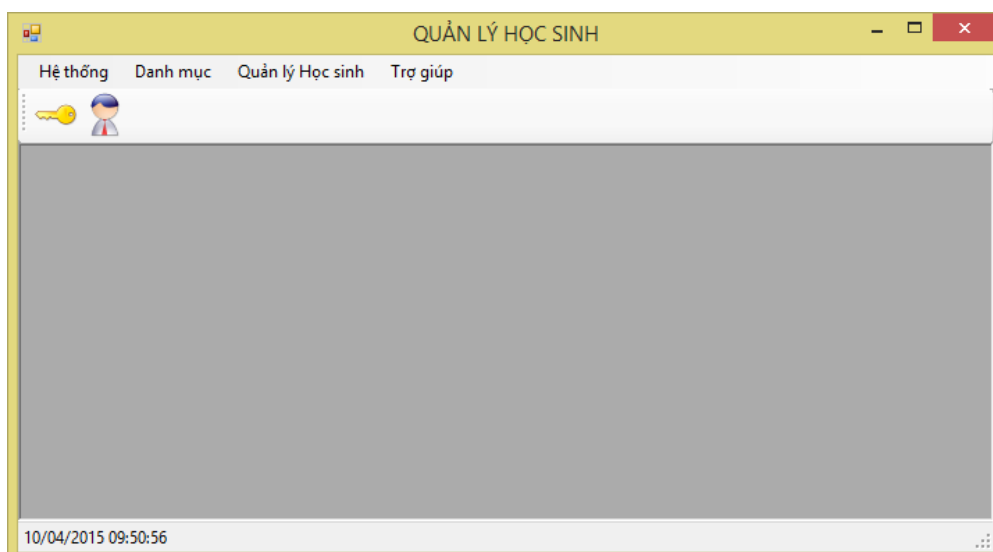 QUẢN LÝ HỌC SINH
Hệ thống Danh mục Quản lý Học sinh Trợ giúp
10/04/2015 09:50:56